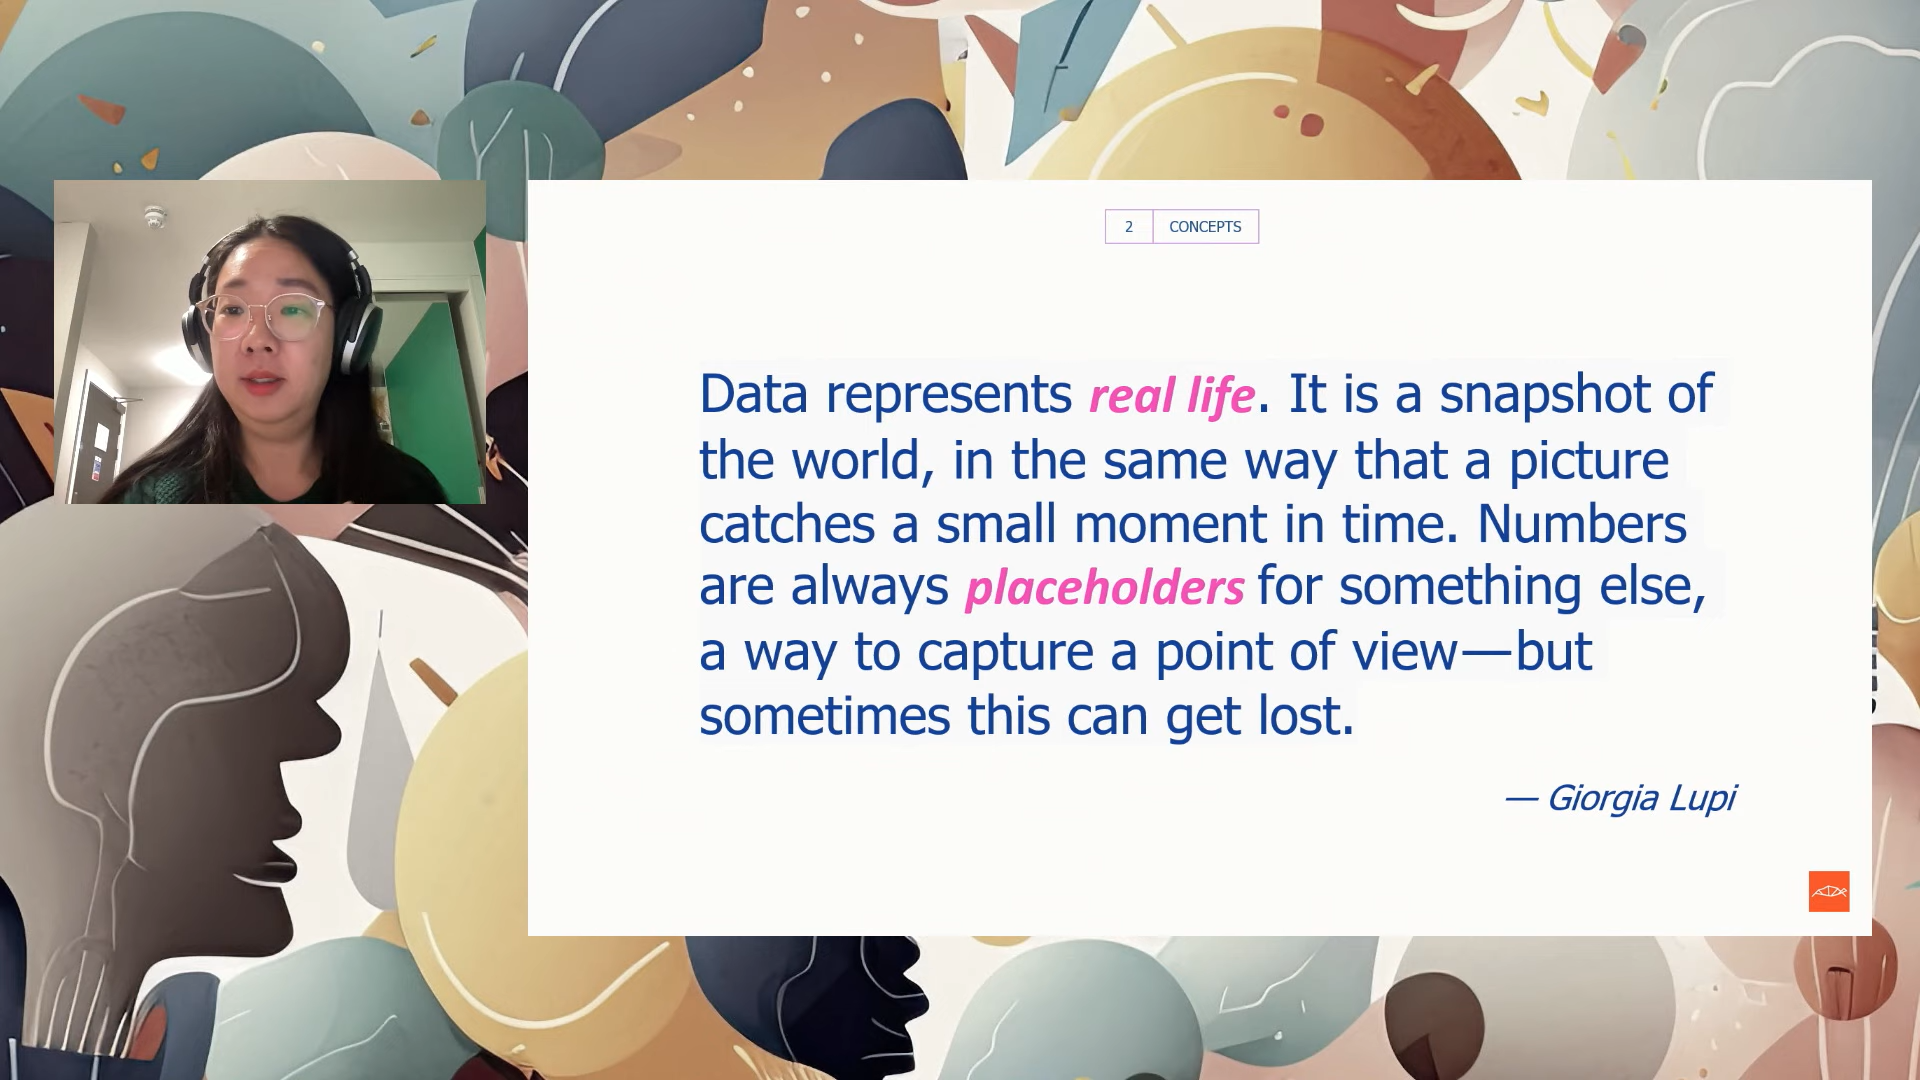 2 CONCEPTS
Data represents real life. It is a snapshot of
the world, in the same way that a picture
catches a small moment in time. Numbers
are always placeholders for something else,
a way to capture a point of view—but
sometimes this can get lost.
— Giorgia Lupi